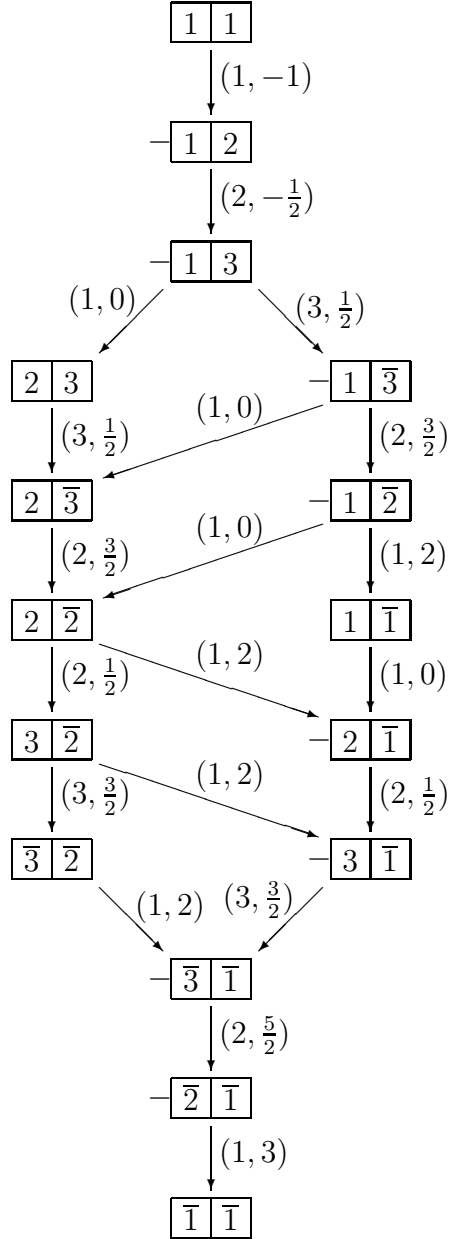 1 1
(1, −1)
− 1 2
(2, −1/2)
− 1 3
(1, 0) (3, 1/2)
2 3 − 1 3̅
(1, 0)
(3, 1/2) (2, 3/2)
2 3̅ − 1 2̅
(1, 0)
(2, 3/2) (1, 2)
2 2̅ 1 1̅
(1, 2)
(2, 1/2) (1, 0)
3 2̅ − 2 1̅
(1, 2)
(3, 3/2) (2, 1/2)
3̅ 2̅ − 3 1̅
(1, 2) (3, 3/2)
− 3̅ 1̅
(2, 5/2)
− 2̅ 1̅
(1, 3)
1̅ 1̅